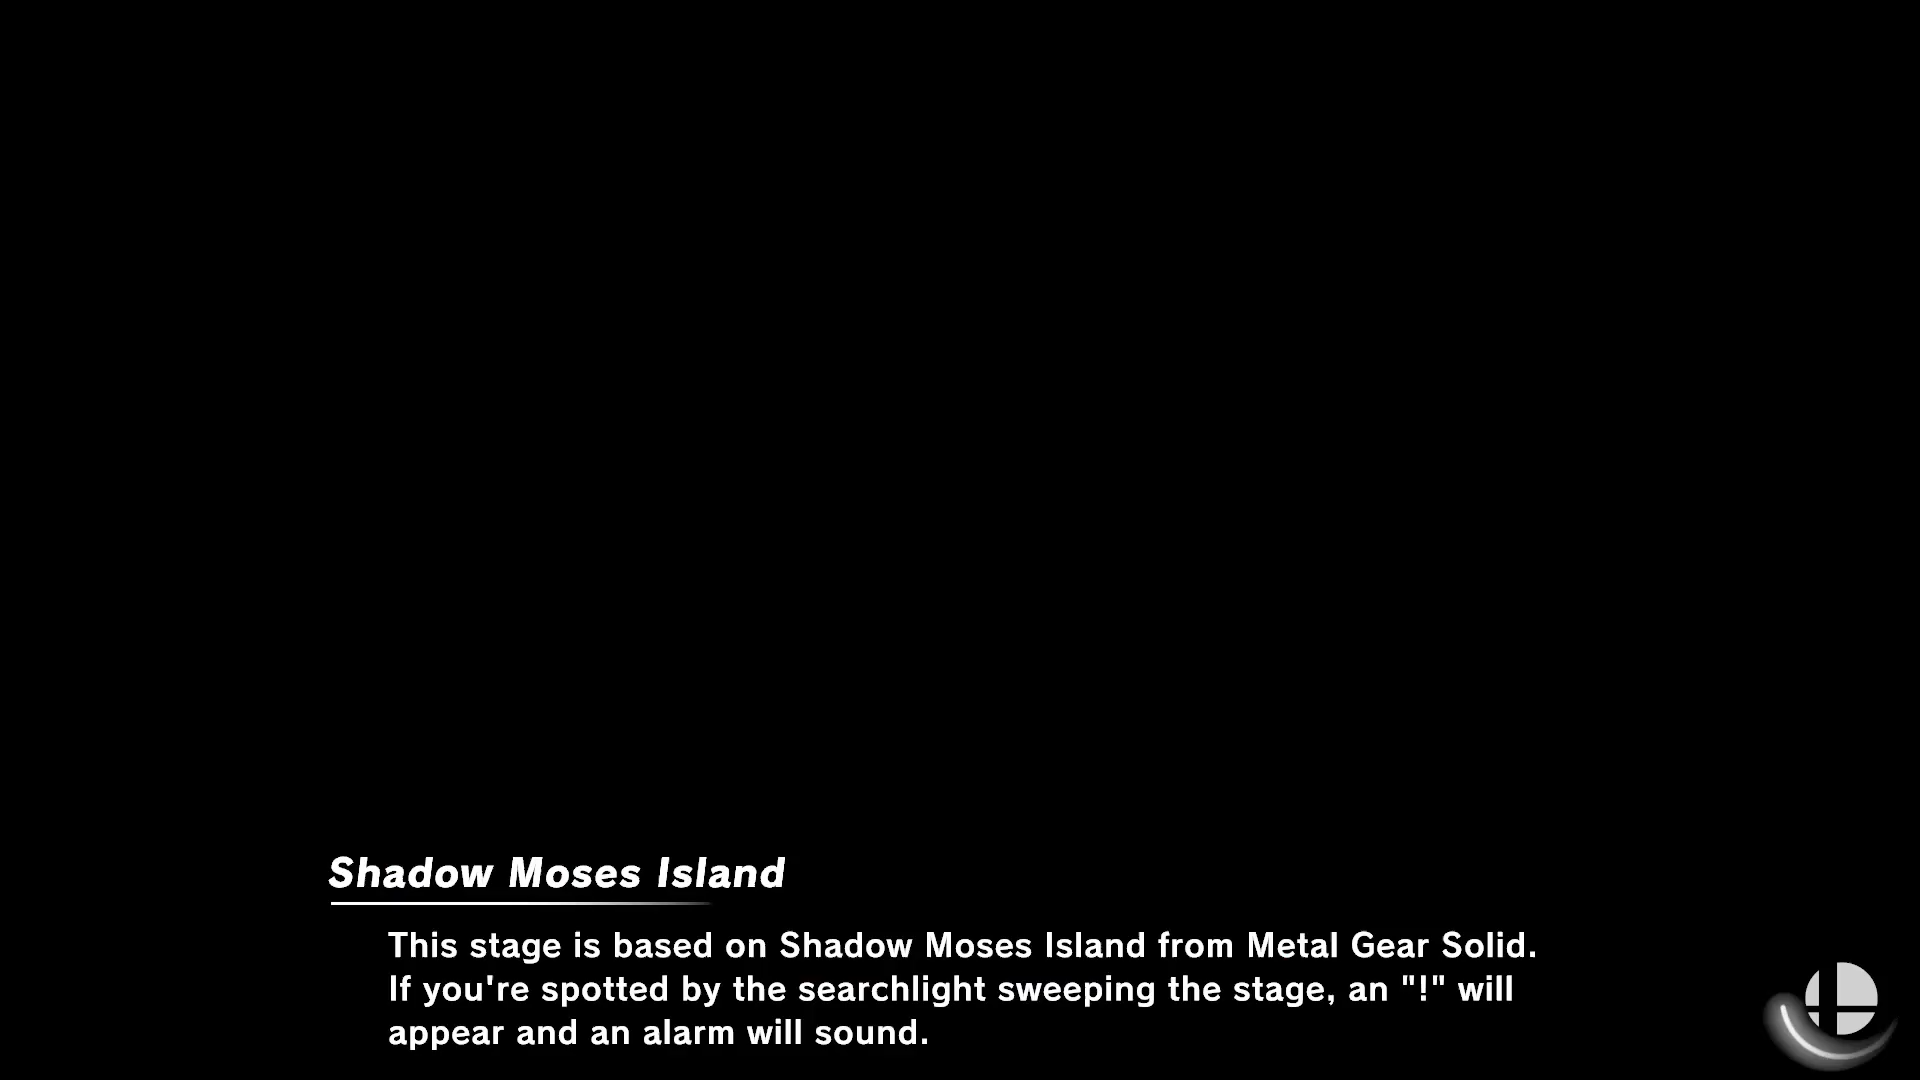 Shadow Moses Island
This stage is based on Shadow Moses Island from Metal Gear Solid.
If you're spotted by the searchlight sweeping the stage, an "!" will
appear and an alarm will sound.